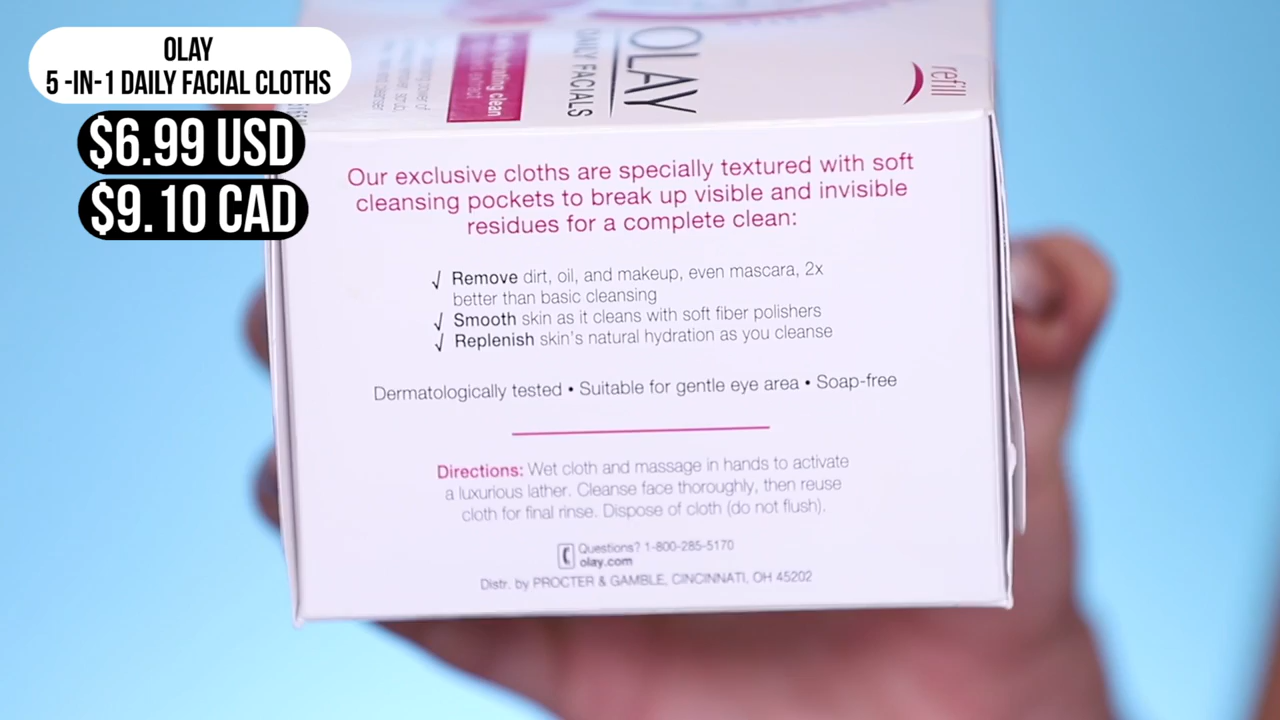 OLAY
5 -IN-1 DAILY FACIAL CLOTHS
$6.99 USD
$9.10 CAD
refill
OLAY
DAILY FACIALS
hydrating clean
Our exclusive cloths are specially textured with soft
cleansing pockets to break up visible and invisible
residues for a complete clean:
√ Remove dirt, oil, and makeup, even mascara, 2x
better than basic cleansing
√ Smooth skin as it cleans with soft fiber polishers
√ Replenish skin's natural hydration as you cleanse
Dermatologically tested • Suitable for gentle eye area • Soap-free
Directions: Wet cloth and massage in hands to activate
a luxurious lather. Cleanse face thoroughly, then reuse
cloth for final rinse. Dispose of cloth (do not flush).
Questions? 1-800-285-5170
olay.com
Distr. by PROCTER & GAMBLE, CINCINNATI, OH 45202